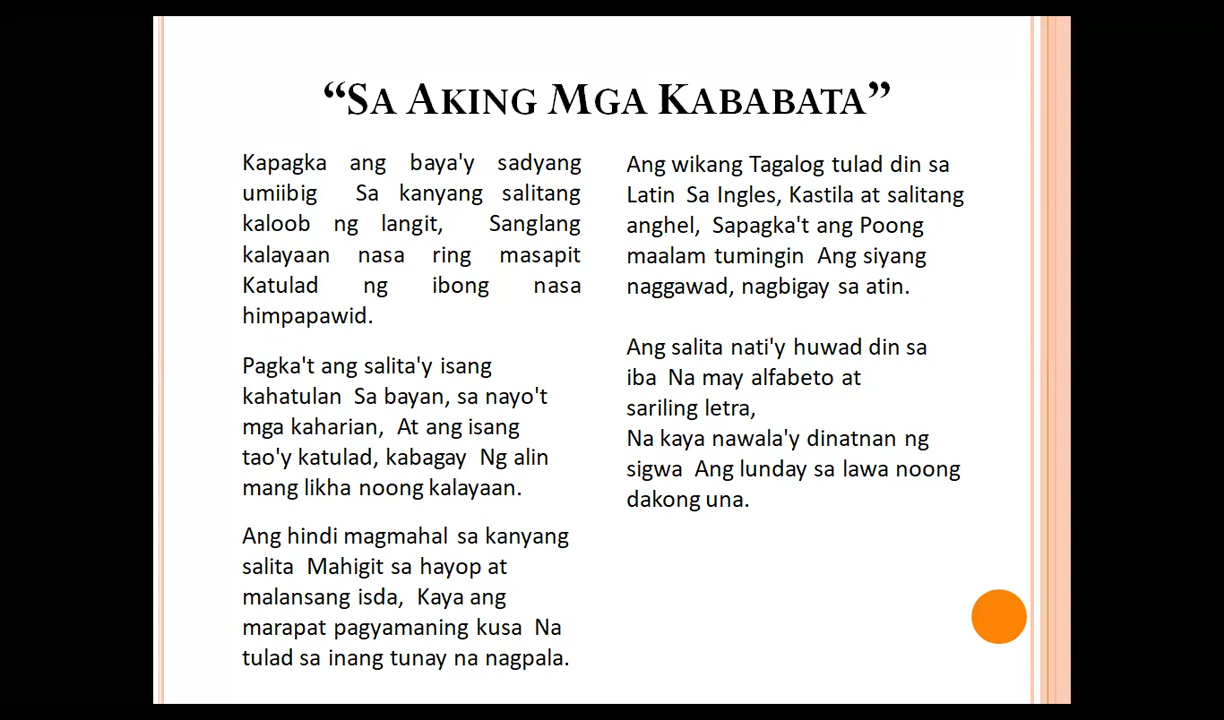 “Sa Aking Mga Kababata”
Kapagka ang baya'y sadyang
umiibig Sa kanyang salitang
kaloob ng langit, Sanglang
kalayaan nasa ring masapit
Katulad ng ibong nasa
himpapawid.
Pagka't ang salita'y isang
kahatulan Sa bayan, sa nayo't
mga kaharian, At ang isang
tao'y katulad, kabagay Ng alin
mang likha noong kalayaan.
Ang hindi magmahal sa kanyang
salita Mahigit sa hayop at
malansang isda, Kaya ang
marapat pagyamaning kusa Na
tulad sa inang tunay na nagpala.
Ang wikang Tagalog tulad din sa
Latin Sa Ingles, Kastila at salitang
anghel, Sapagka't ang Poong
maalam tumingin Ang siyang
naggawad, nagbigay sa atin.
Ang salita nati'y huwad din sa
iba Na may alfabeto at
sariling letra,
Na kaya nawala'y dinatnan ng
sigwa Ang lunday sa lawa noong
dakong una.